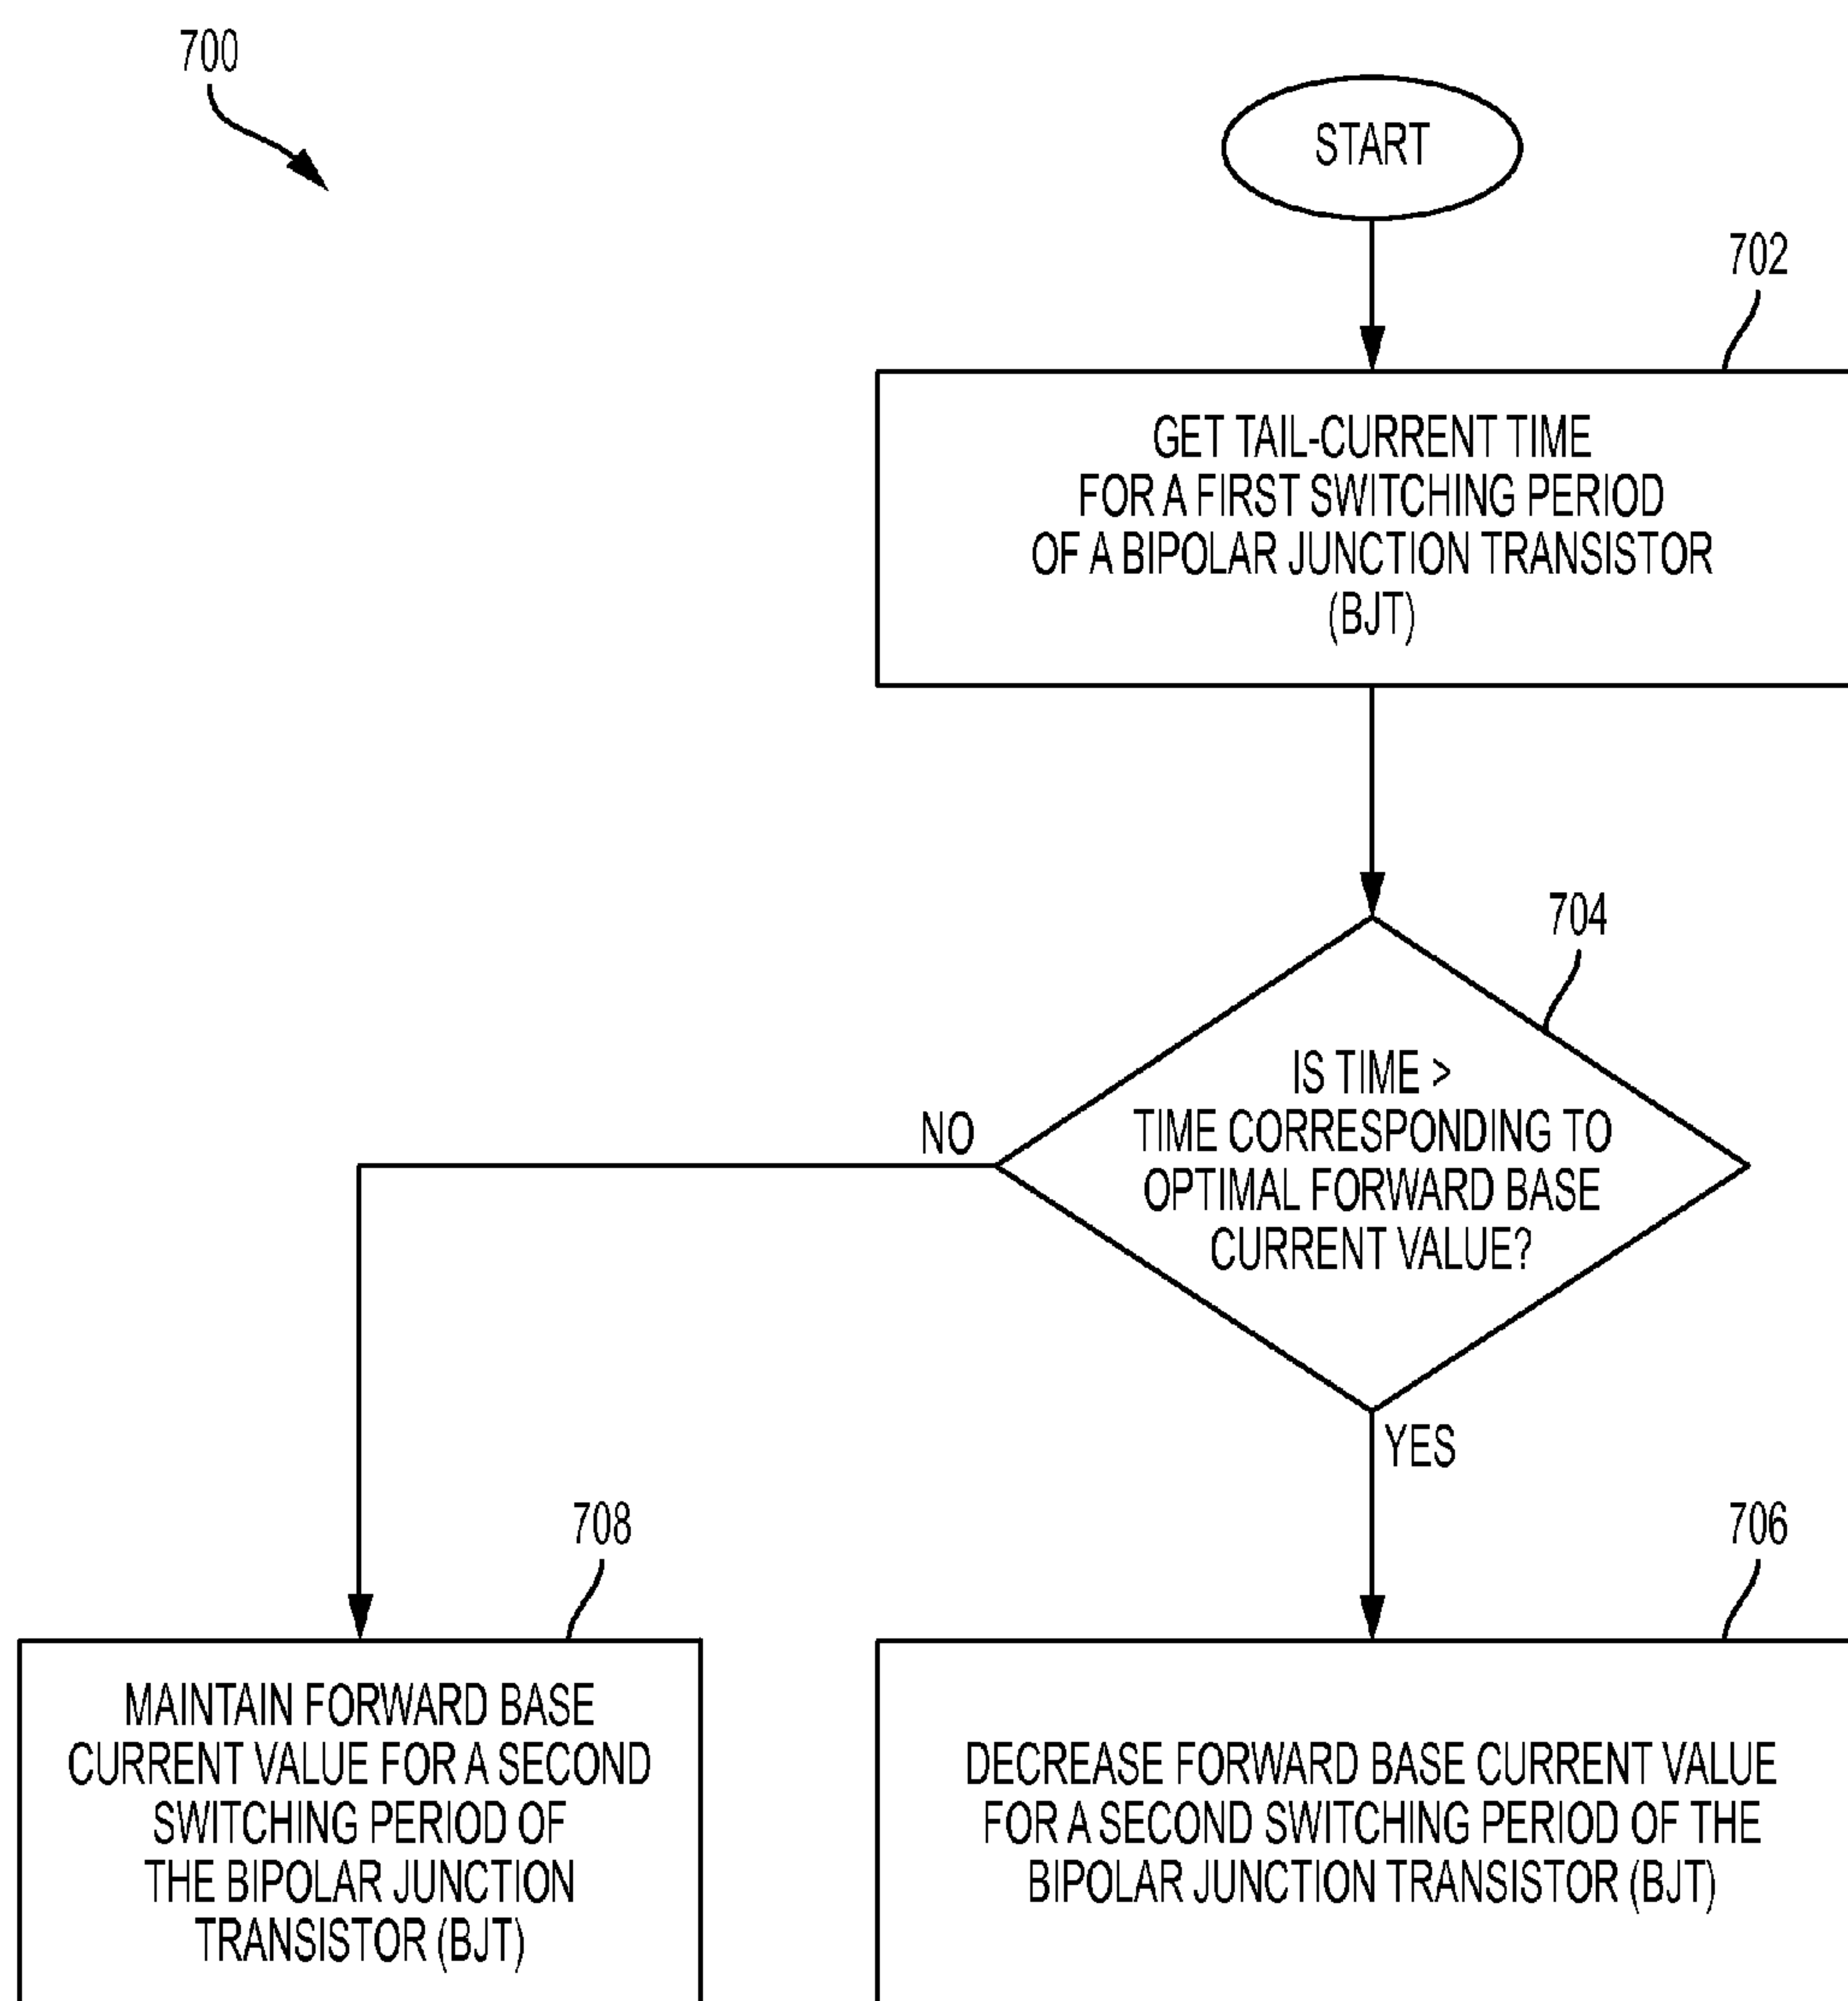 700
START
702
GET TAIL-CURRENT TIME
FOR A FIRST SWITCHING PERIOD
OF A BIPOLAR JUNCTION TRANSISTOR
(BJT)
704
IS TIME >
TIME CORRESPONDING TO
OPTIMAL FORWARD BASE
CURRENT VALUE?
NO
YES
708
MAINTAIN FORWARD BASE
CURRENT VALUE FOR A SECOND
SWITCHING PERIOD OF
THE BIPOLAR JUNCTION
TRANSISTOR (BJT)
706
DECREASE FORWARD BASE CURRENT VALUE
FOR A SECOND SWITCHING PERIOD OF THE
BIPOLAR JUNCTION TRANSISTOR (BJT)